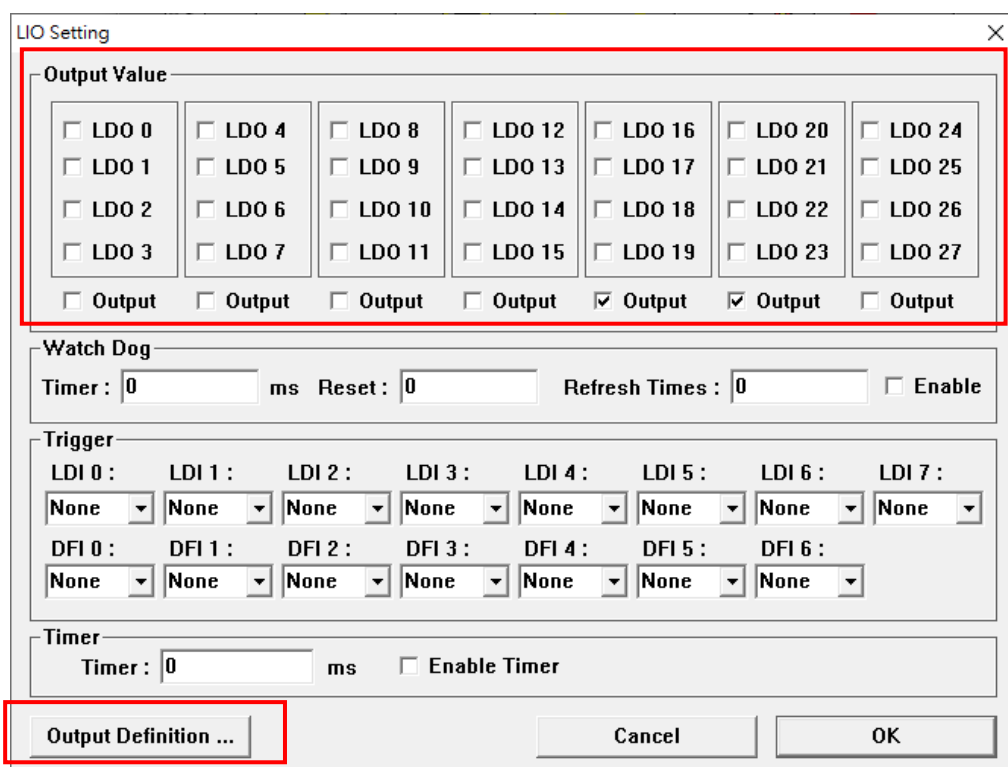 LIO Setting
Output Value
LDO 0 LDO 4 LDO 8 LDO 12 LDO 16 LDO 20 LDO 24
LDO 1 LDO 5 LDO 9 LDO 13 LDO 17 LDO 21 LDO 25
LDO 2 LDO 6 LDO 10 LDO 14 LDO 18 LDO 22 LDO 26
LDO 3 LDO 7 LDO 11 LDO 15 LDO 19 LDO 23 LDO 27
Output Output Output Output Output Output Output
Watch Dog
Timer : 0 ms Reset : 0 Refresh Times : 0 Enable
Trigger
LDI 0 : LDI 1 : LDI 2 : LDI 3 : LDI 4 : LDI 5 : LDI 6 : LDI 7 :
None None None None None None None None
DFI 0 : DFI 1 : DFI 2 : DFI 3 : DFI 4 : DFI 5 : DFI 6 :
None None None None None None None
Timer
Timer : 0 ms Enable Timer
Output Definition ... Cancel OK